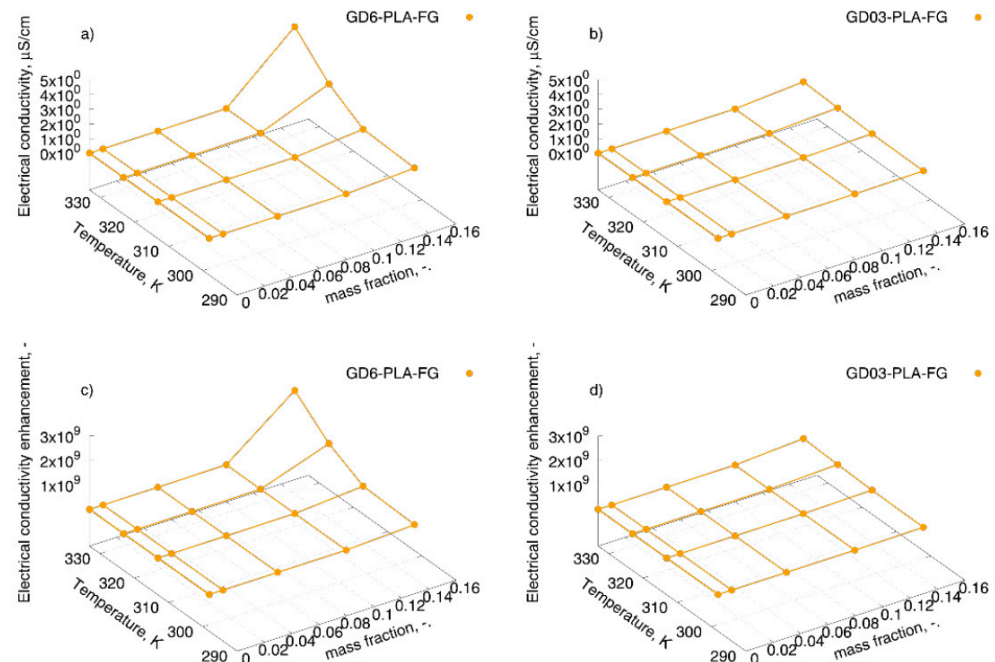 a)
GD6-PLA-FG
Electrical conductivity, µS/cm
5x10⁰
4x10⁰
3x10⁰
2x10⁰
1x10⁰
0x10⁰
330
320
310
300
290
Temperature, K
0
0.02
0.04
0.06
0.08
0.1
0.12
0.14
0.16
mass fraction, -.
b)
GD03-PLA-FG
Electrical conductivity, µS/cm
5x10⁰
4x10⁰
3x10⁰
2x10⁰
1x10⁰
0x10⁰
330
320
310
300
290
Temperature, K
0
0.02
0.04
0.06
0.08
0.1
0.12
0.14
0.16
mass fraction, -.
c)
GD6-PLA-FG
Electrical conductivity enhancement, -
3x10⁹
2x10⁹
1x10⁹
330
320
310
300
290
Temperature, K
0
0.02
0.04
0.06
0.08
0.1
0.12
0.14
0.16
mass fraction, -.
d)
GD03-PLA-FG
Electrical conductivity enhancement, -
3x10⁹
2x10⁹
1x10⁹
330
320
310
300
290
Temperature, K
0
0.02
0.04
0.06
0.08
0.1
0.12
0.14
0.16
mass fraction, -.